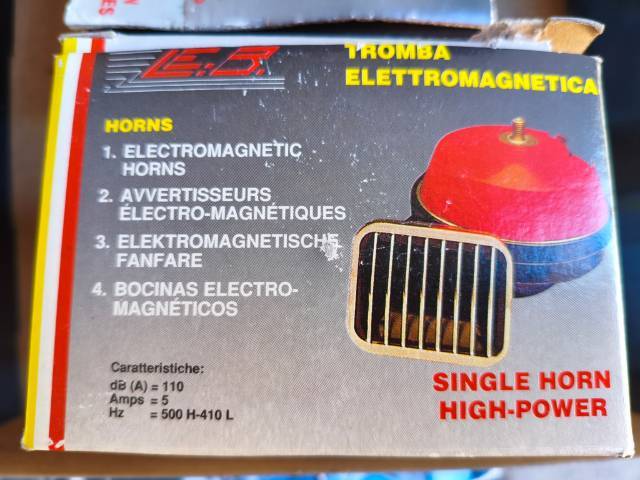 E.B.
TROMBA
ELETTROMAGNETICA
HORNS
1. ELECTROMAGNETIC
HORNS
2. AVVERTISSEURS
ÉLECTRO-MAGNÉTIQUES
3. ELEKTROMAGNETISCHE
FANFARE
4. BOCINAS ELECTRO-
MAGNÉTICOS
Caratteristiche:
dB (A) = 110
Amps = 5
Hz = 500 H-410 L
SINGLE HORN
HIGH-POWER